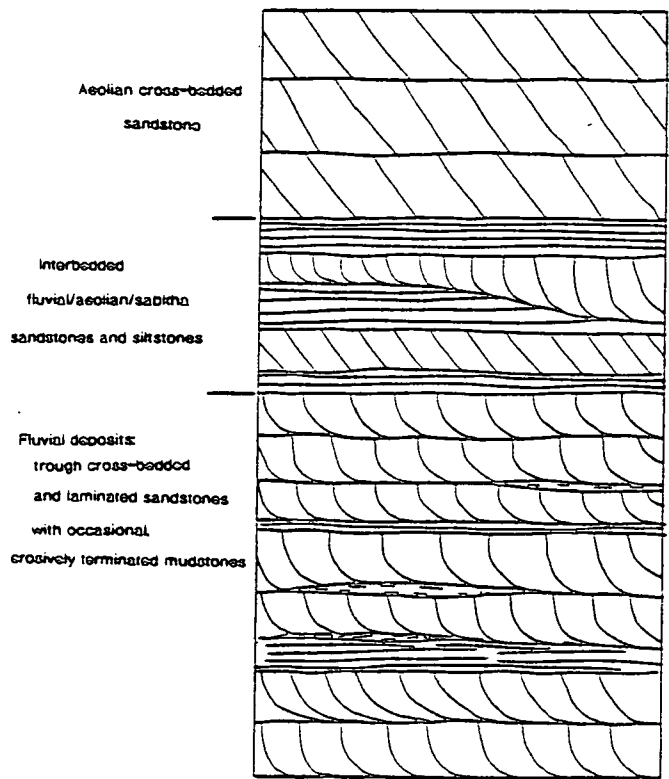 Aeolian cross-bedded
sandstone
Interbedded
fluvial/aeolian/sabkha
sandstones and siltstones
Fluvial deposits:
trough cross-bedded
and laminated sandstones
with occasional,
erosively terminated mudstones